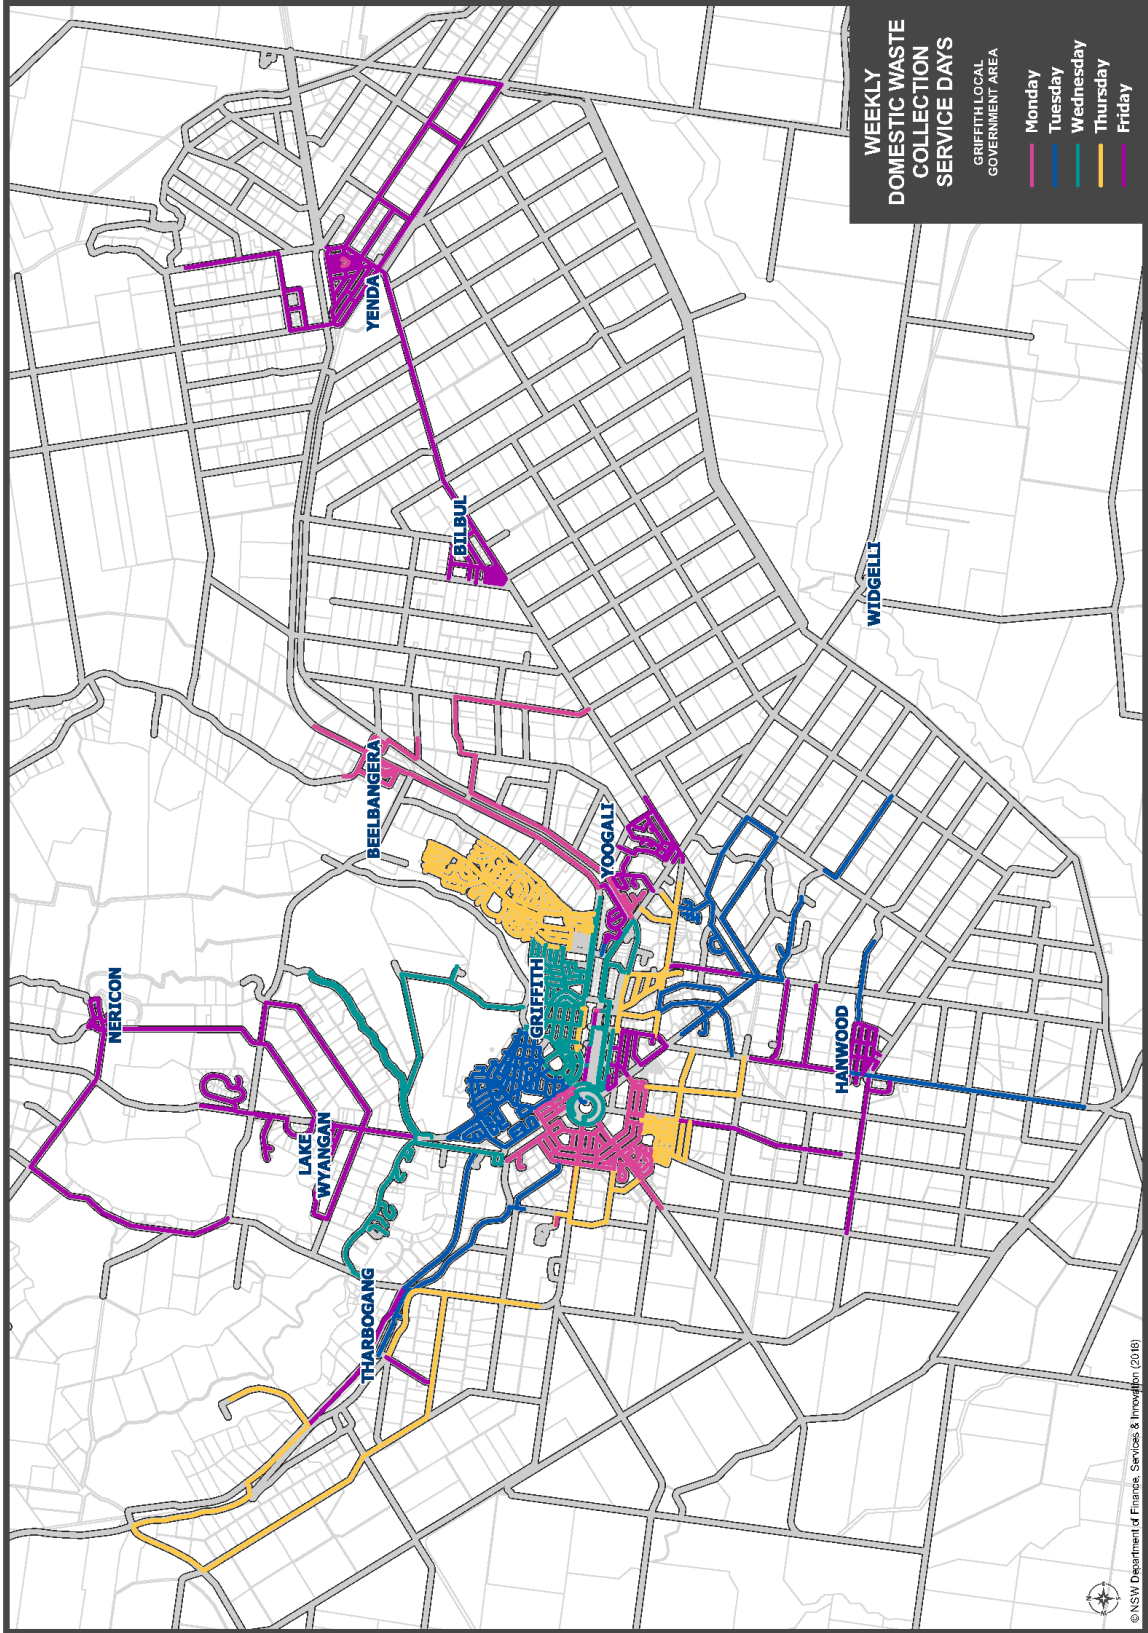 WEEKLY
DOMESTIC WASTE
COLLECTION
SERVICE DAYS
GRIFFITH LOCAL
GOVERNMENT AREA
Monday
Tuesday
Wednesday
Thursday
Friday
NERICON
LAKE
WYANGAN
THARBOGANG
BEELBANGERA
YENDA
BILBUL
GRIFFITH
YOOGALI
HANWOOD
WIDGELLI
© NSW Department of Finance, Services & Innovation (2018)